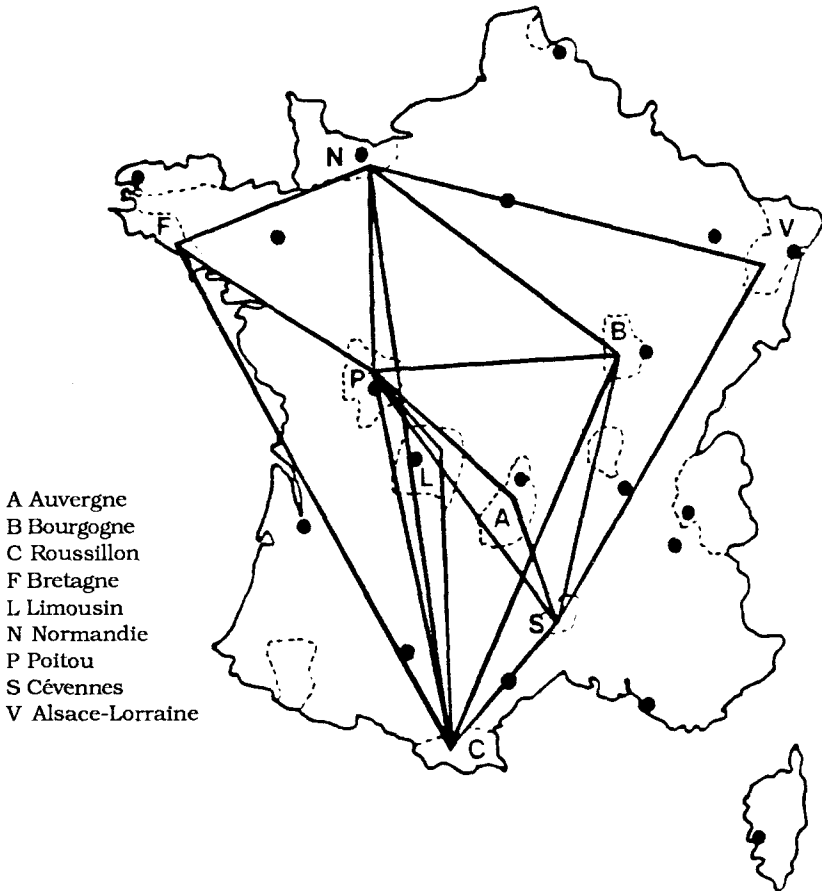 N
F
V
B
P
L
A
S
C
A Auvergne
B Bourgogne
C Roussillon
F Bretagne
L Limousin
N Normandie
P Poitou
S Cévennes
V Alsace-Lorraine